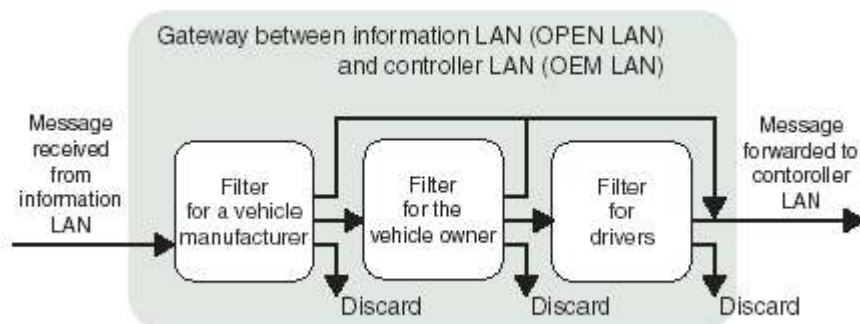 Gateway between information LAN (OPEN LAN)
and controller LAN (OEM LAN)
Message
received
from
information
LAN
Filter
for a vehicle
manufacturer
Filter
for the
vehicle owner
Filter
for
drivers
Message
forwarded to
contoroller
LAN
Discard
Discard
Discard